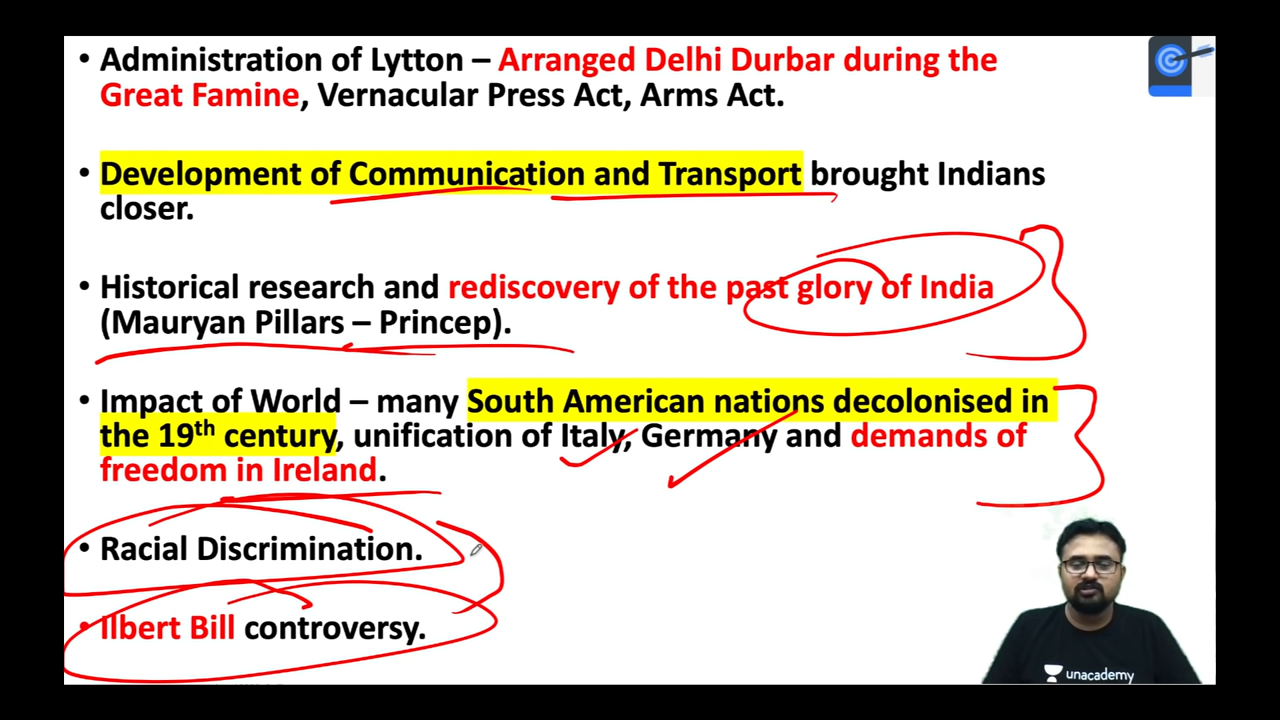 • Administration of Lytton – Arranged Delhi Durbar during the
Great Famine, Vernacular Press Act, Arms Act.
• Development of Communication and Transport brought Indians
closer.
• Historical research and rediscovery of the past glory of India
(Mauryan Pillars – Princep).
• Impact of World – many South American nations decolonised in
the 19th century, unification of Italy, Germany and demands of
freedom in Ireland.
• Racial Discrimination.
• Ilbert Bill controversy.
unacademy